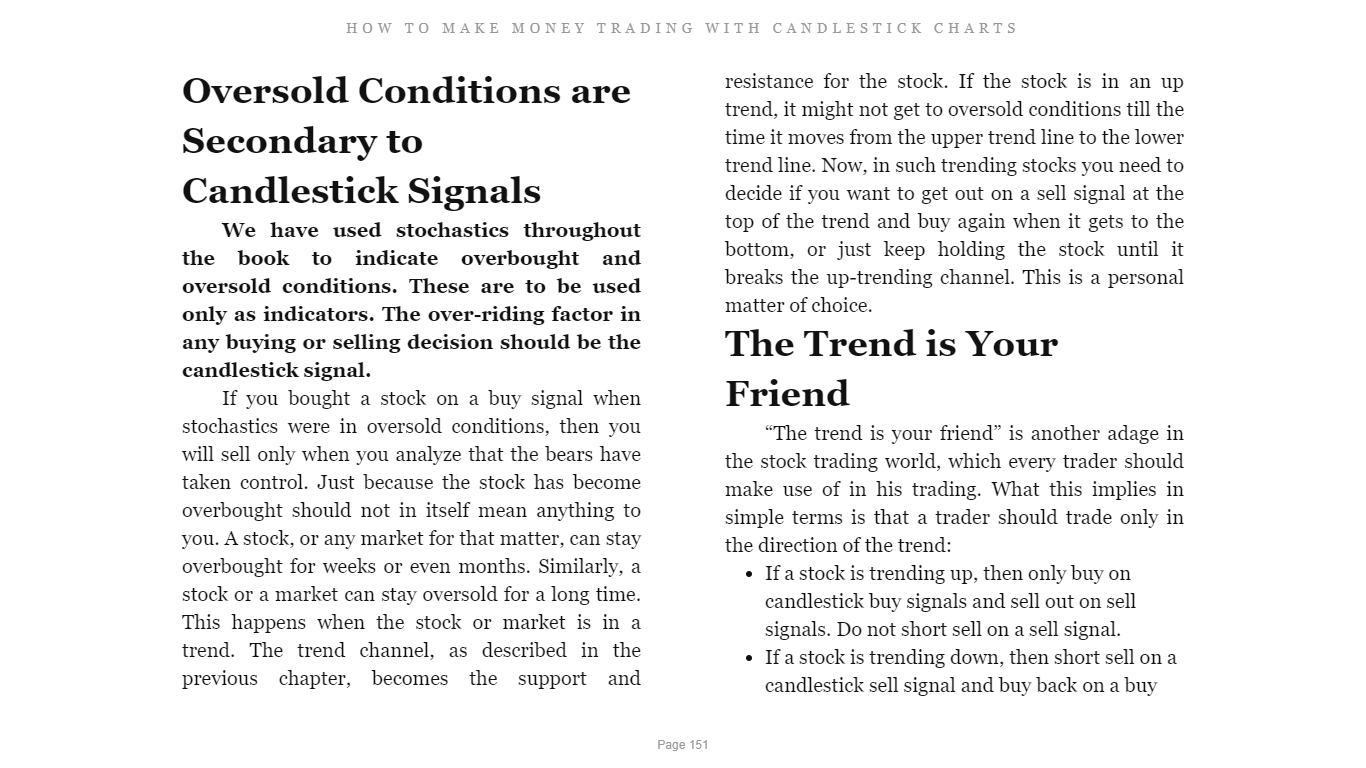 HOW TO MAKE MONEY TRADING WITH CANDLESTICK CHARTS
Oversold Conditions are
Secondary to
Candlestick Signals
We have used stochastics throughout
the book to indicate overbought and
oversold conditions. These are to be used
only as indicators. The over-riding factor in
any buying or selling decision should be the
candlestick signal.
If you bought a stock on a buy signal when
stochastics were in oversold conditions, then you
will sell only when you analyze that the bears have
taken control. Just because the stock has become
overbought should not in itself mean anything to
you. A stock, or any market for that matter, can stay
overbought for weeks or even months. Similarly, a
stock or a market can stay oversold for a long time.
This happens when the stock or market is in a
trend. The trend channel, as described in the
previous chapter, becomes the support and
resistance for the stock. If the stock is in an up
trend, it might not get to oversold conditions till the
time it moves from the upper trend line to the lower
trend line. Now, in such trending stocks you need to
decide if you want to get out on a sell signal at the
top of the trend and buy again when it gets to the
bottom, or just keep holding the stock until it
breaks the up-trending channel. This is a personal
matter of choice.
The Trend is Your
Friend
“The trend is your friend” is another adage in
the stock trading world, which every trader should
make use of in his trading. What this implies in
simple terms is that a trader should trade only in
the direction of the trend:
• If a stock is trending up, then only buy on
candlestick buy signals and sell out on sell
signals. Do not short sell on a sell signal.
• If a stock is trending down, then short sell on a
candlestick sell signal and buy back on a buy
Page 151